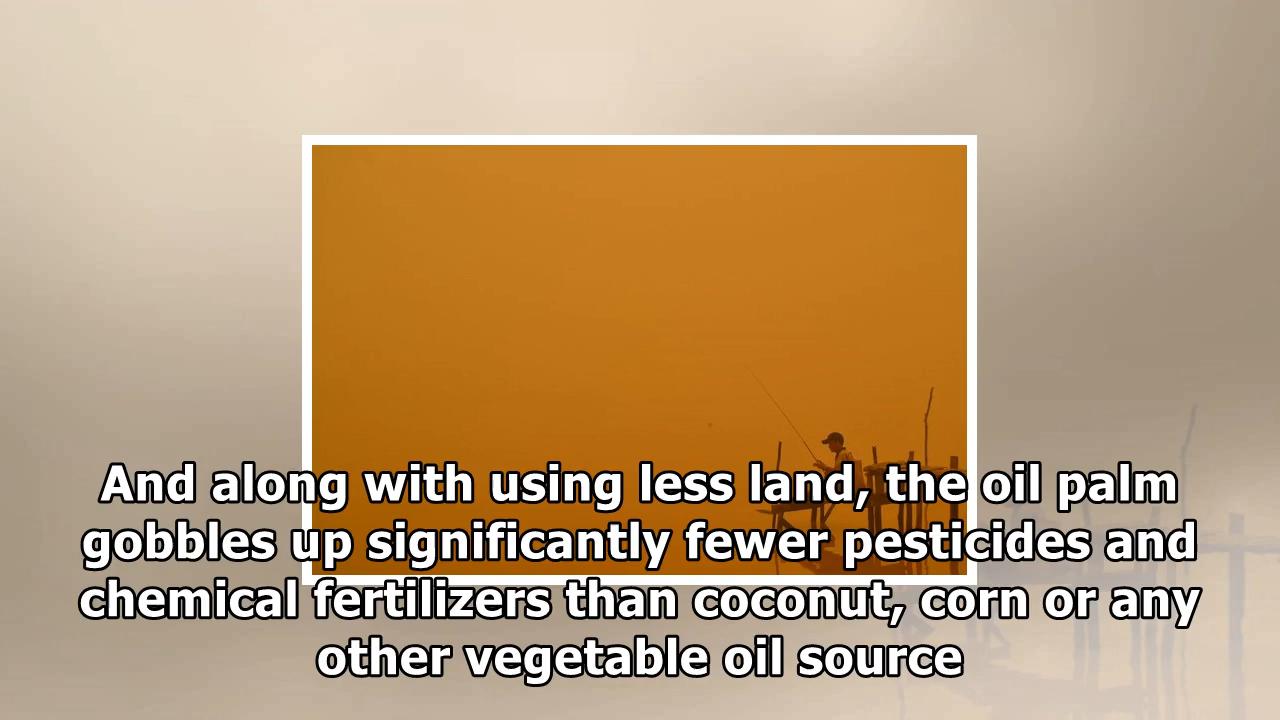 And along with using less land, the oil palm
gobbles up significantly fewer pesticides and
chemical fertilizers than coconut, corn or any
other vegetable oil source